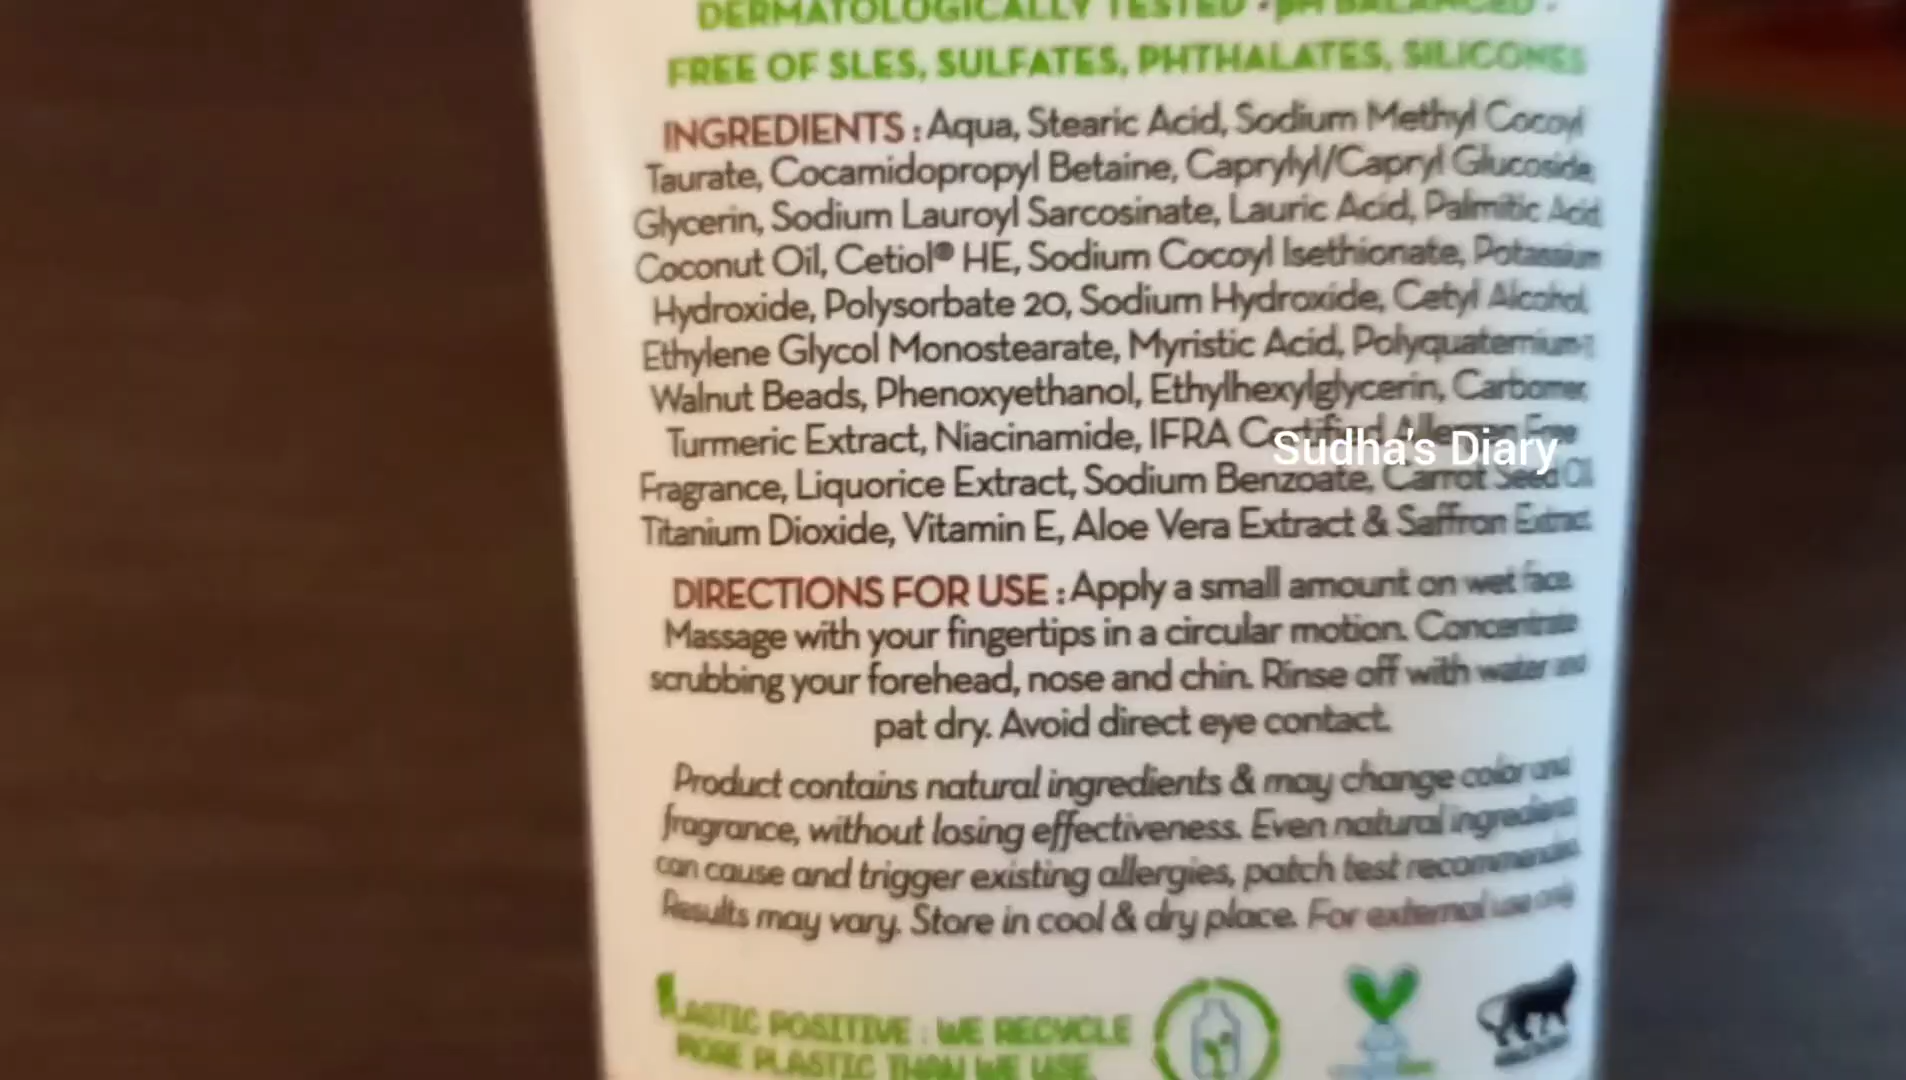 DERMATOLOGICALLY TESTED • pH BALANCED •
FREE OF SLES, SULFATES, PHTHALATES, SILICONES
INGREDIENTS : Aqua, Stearic Acid, Sodium Methyl Cocoyl
Taurate, Cocamidopropyl Betaine, Caprylyl/Capryl Glucoside,
Glycerin, Sodium Lauroyl Sarcosinate, Lauric Acid, Palmitic Acid
Coconut Oil, Cetiol® HE, Sodium Cocoyl Isethionate, Potassium
Hydroxide, Polysorbate 20, Sodium Hydroxide, Cetyl Alcohol,
Ethylene Glycol Monostearate, Myristic Acid, Polyquaternium-
Walnut Beads, Phenoxyethanol, Ethylhexylglycerin, Carbomer,
Turmeric Extract, Niacinamide, IFRA Certified Allergen Free
Sudha's Diary
Fragrance, Liquorice Extract, Sodium Benzoate, Carrot Seed Oil
Titanium Dioxide, Vitamin E, Aloe Vera Extract & Saffron Extract
DIRECTIONS FOR USE : Apply a small amount on wet face.
Massage with your fingertips in a circular motion. Concentrate
scrubbing your forehead, nose and chin. Rinse off with water and
pat dry. Avoid direct eye contact.
Product contains natural ingredients & may change color and
fragrance, without losing effectiveness. Even natural ingredients
can cause and trigger existing allergies, patch test recommended.
Results may vary. Store in cool & dry place. For external use only
PLASTIC POSITIVE : WE RECYCLE
MORE PLASTIC THAN WE USE